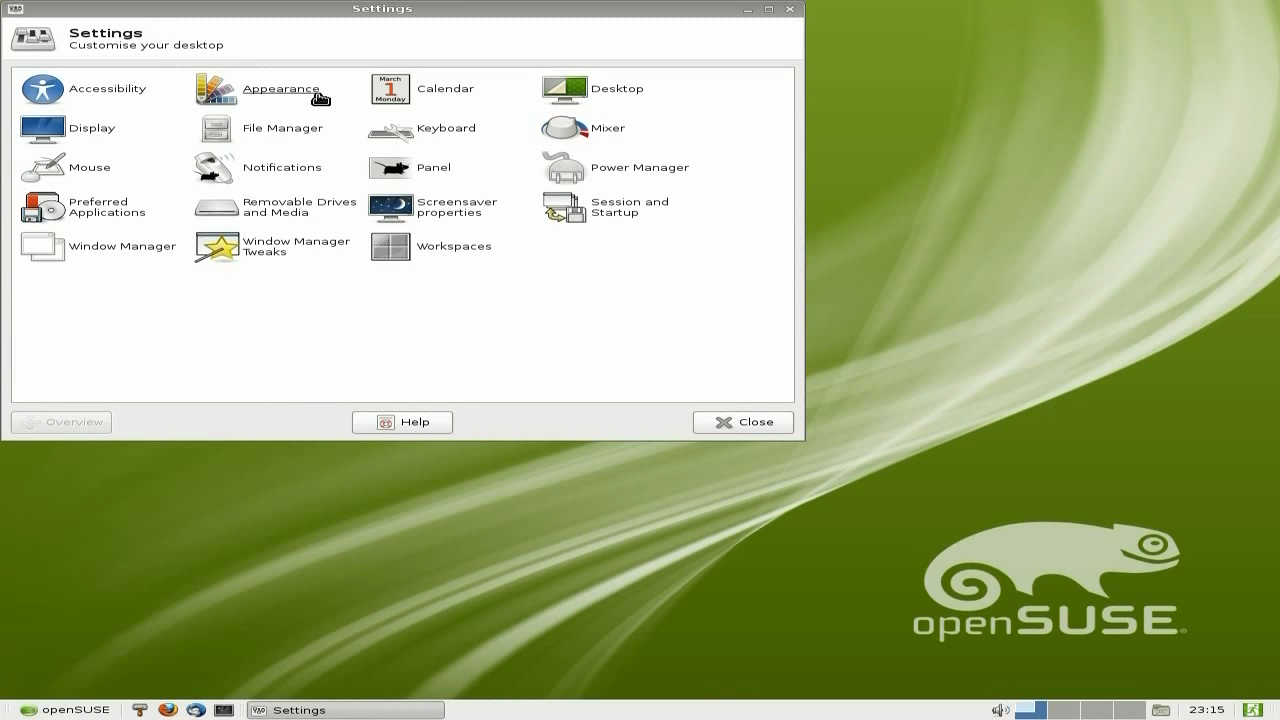 Settings
Settings
Customise your desktop
Accessibility
Appearance
March
1
Monday
Calendar
Desktop
Display
File Manager
Keyboard
Mixer
Mouse
Notifications
Panel
Power Manager
Preferred
Applications
Removable Drives
and Media
Screensaver
properties
Session and
Startup
Window Manager
Window Manager
Tweaks
Workspaces
Overview
Help
Close
openSUSE
openSUSE
Settings
23:15